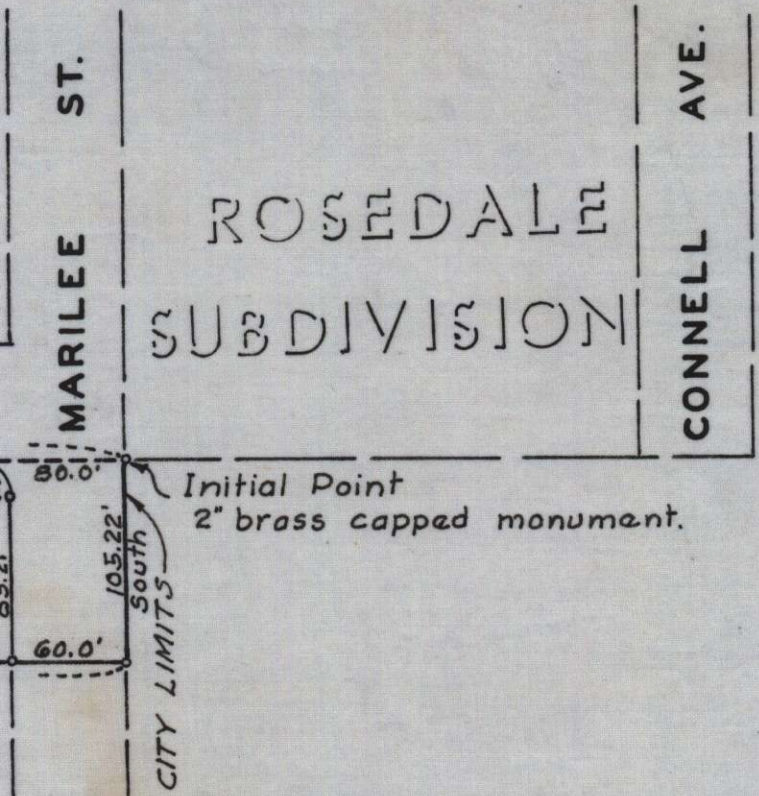 MARILEE ST.
CONNELL AVE.
ROSEDALE
SUBDIVISION
80.0'
Initial Point
2" brass capped monument.
105.22'
South
CITY LIMITS
60.0'